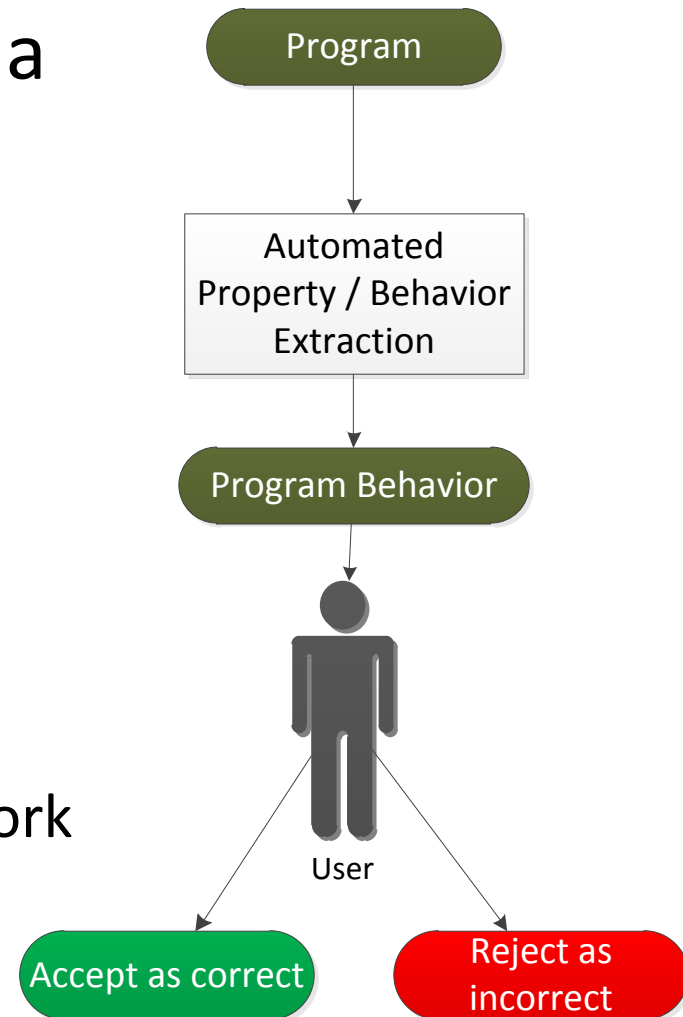 a
Program
Automated
Property / Behavior
Extraction
Program Behavior
ork
User
Accept as correct
Reject as
incorrect